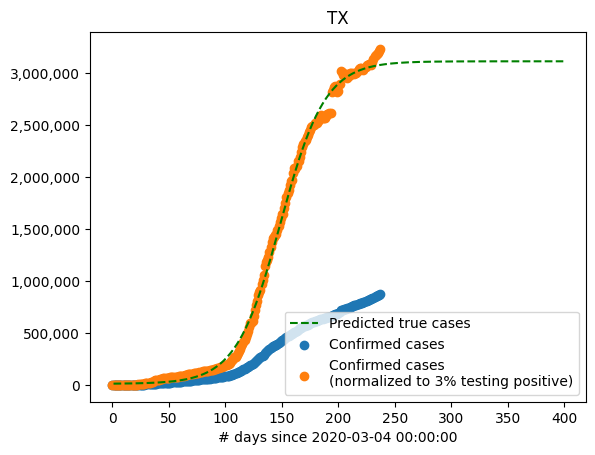 TX
3,000,000
2,500,000
2,000,000
1,500,000
1,000,000
500,000
0
Predicted true cases
Confirmed cases
Confirmed cases
(normalized to 3% testing positive)
0 50 100 150 200 250 300 350 400
# days since 2020-03-04 00:00:00